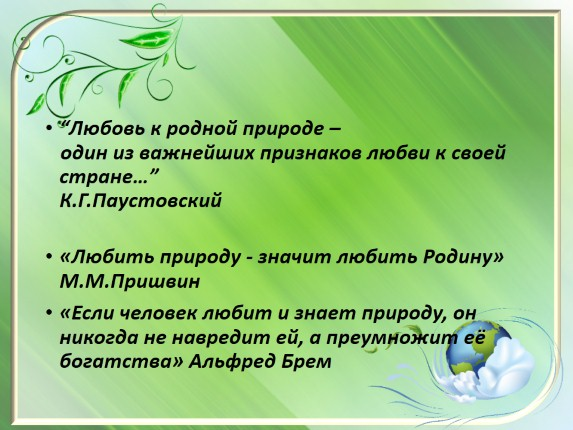 • “Любовь к родной природе –
один из важнейших признаков любви к своей
стране…”
К.Г.Паустовский
• «Любить природу - значит любить Родину»
М.М.Пришвин
• «Если человек любит и знает природу, он
никогда не навредит ей, а преумножит её
богатства» Альфред Брем